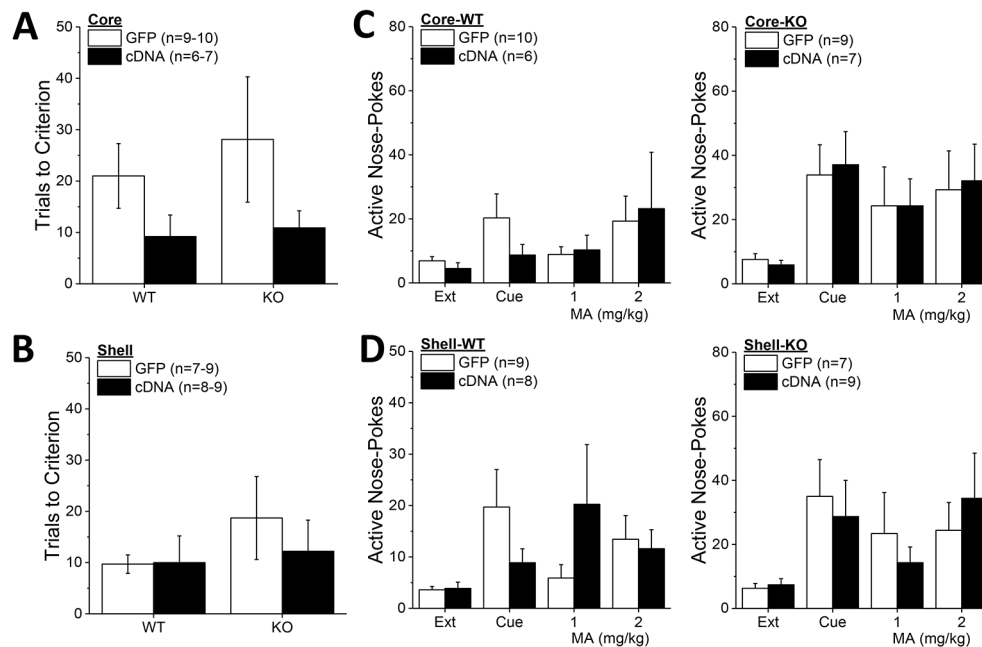 A
Core
GFP (n=9-10)
cDNA (n=6-7)
Trials to Criterion
50
40
30
20
10
0
WT KO
B
Shell
GFP (n=7-9)
cDNA (n=8-9)
Trials to Criterion
50
40
30
20
10
0
WT KO
C
Core-WT
GFP (n=10)
cDNA (n=6)
Active Nose-Pokes
80
60
40
20
0
Ext Cue 1 2
MA (mg/kg)
Core-KO
GFP (n=9)
cDNA (n=7)
Active Nose-Pokes
80
60
40
20
0
Ext Cue 1 2
MA (mg/kg)
D
Shell-WT
GFP (n=9)
cDNA (n=8)
Active Nose-Pokes
50
40
30
20
10
0
Ext Cue 1 2
MA (mg/kg)
Shell-KO
GFP (n=7)
cDNA (n=9)
Active Nose-Pokes
80
60
40
20
0
Ext Cue 1 2
MA (mg/kg)